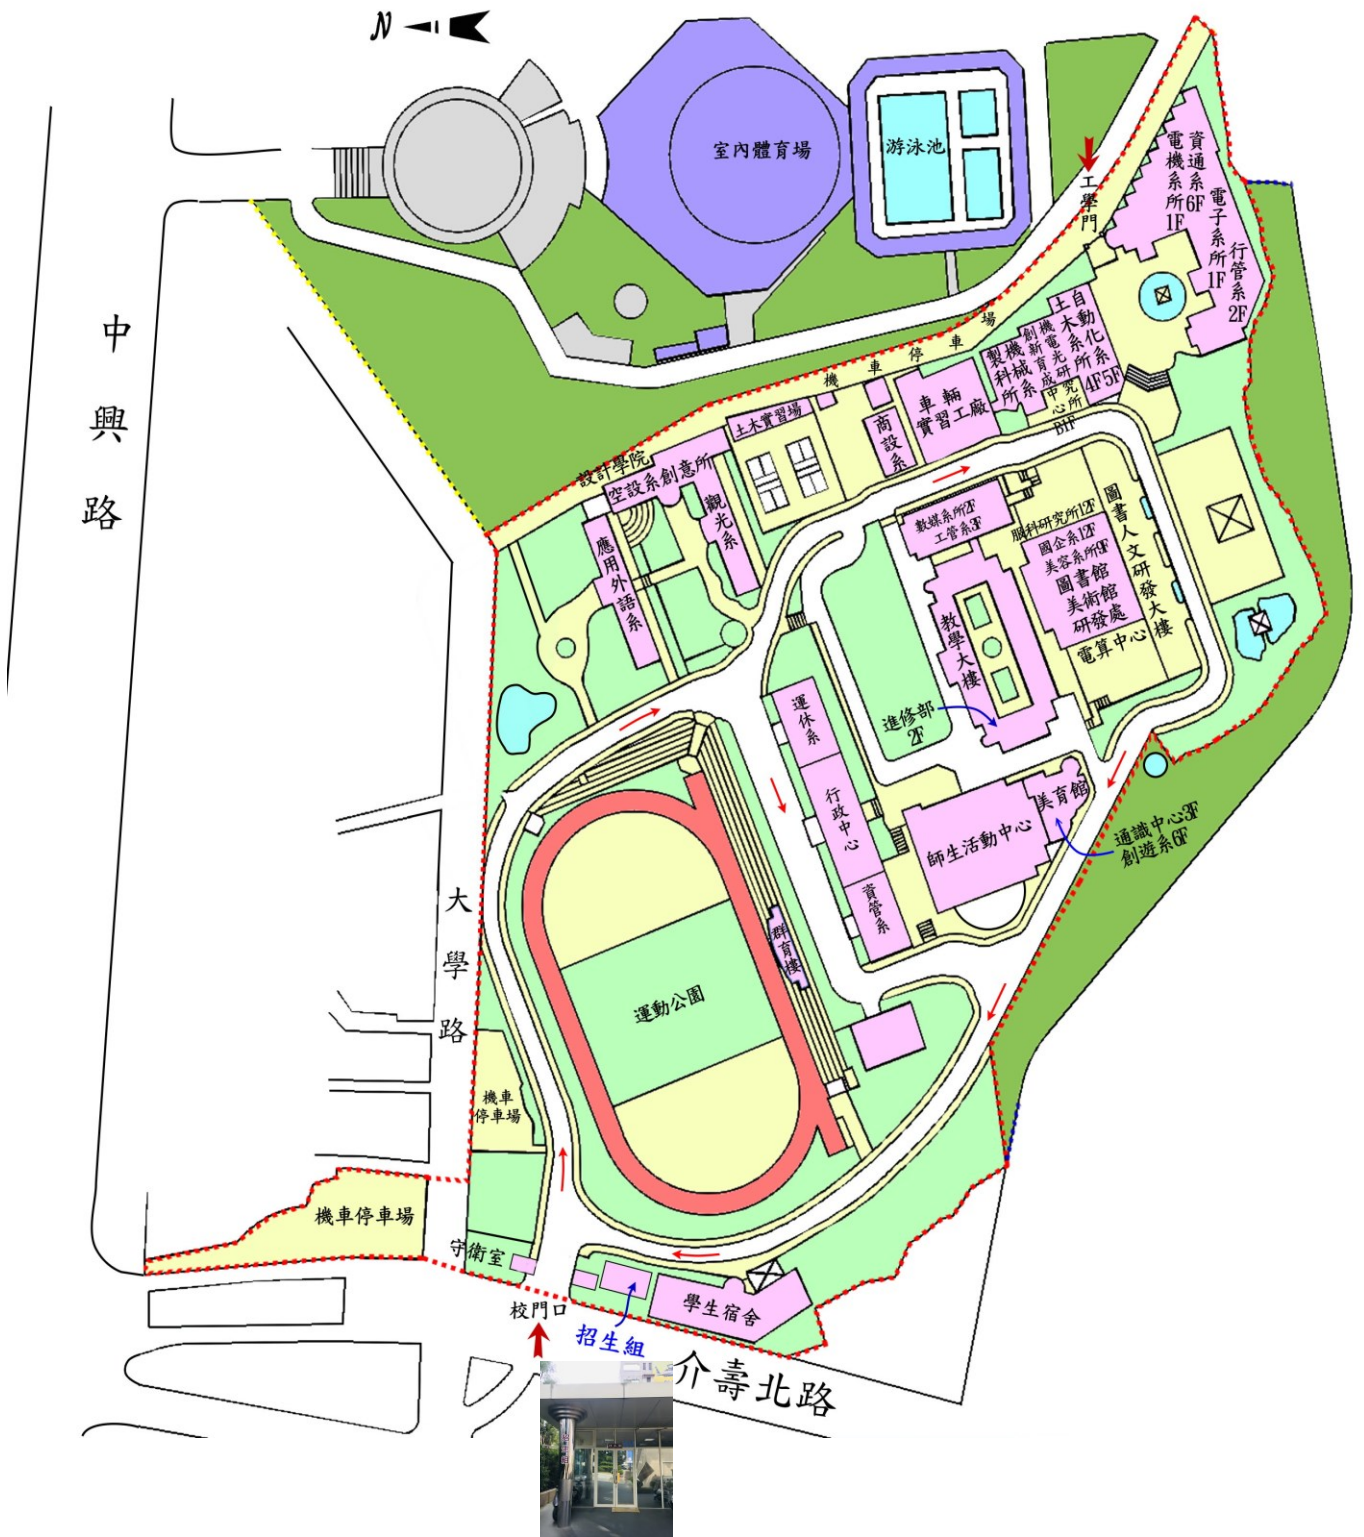 N
室內體育場
游泳池
工學門
資通系6F
電機系所1F
電子系所1F
行管系2F
中興路
機車停車場
自動化系5F
土木系所4F
機電光研究所
創新育成中心B1F
機械系
製科所
車輛實習工廠
商設系
土木實習場
設計學院
空設系創意所
觀光系
應用外語系
數媒系所2F
工管系3F
服科研究所12F
國企系12F
美容系所9F
圖書館
美術館
研發處
圖書人文研發大樓
電算中心
教學大樓
進修部
2F
運休系
行政中心
資管系
師生活動中心
美育館
通識中心3F
創遊系6F
群育樓
運動公園
大學路
機車
停車場
機車停車場
守衛室
校門口
招生組
學生宿舍
介壽北路